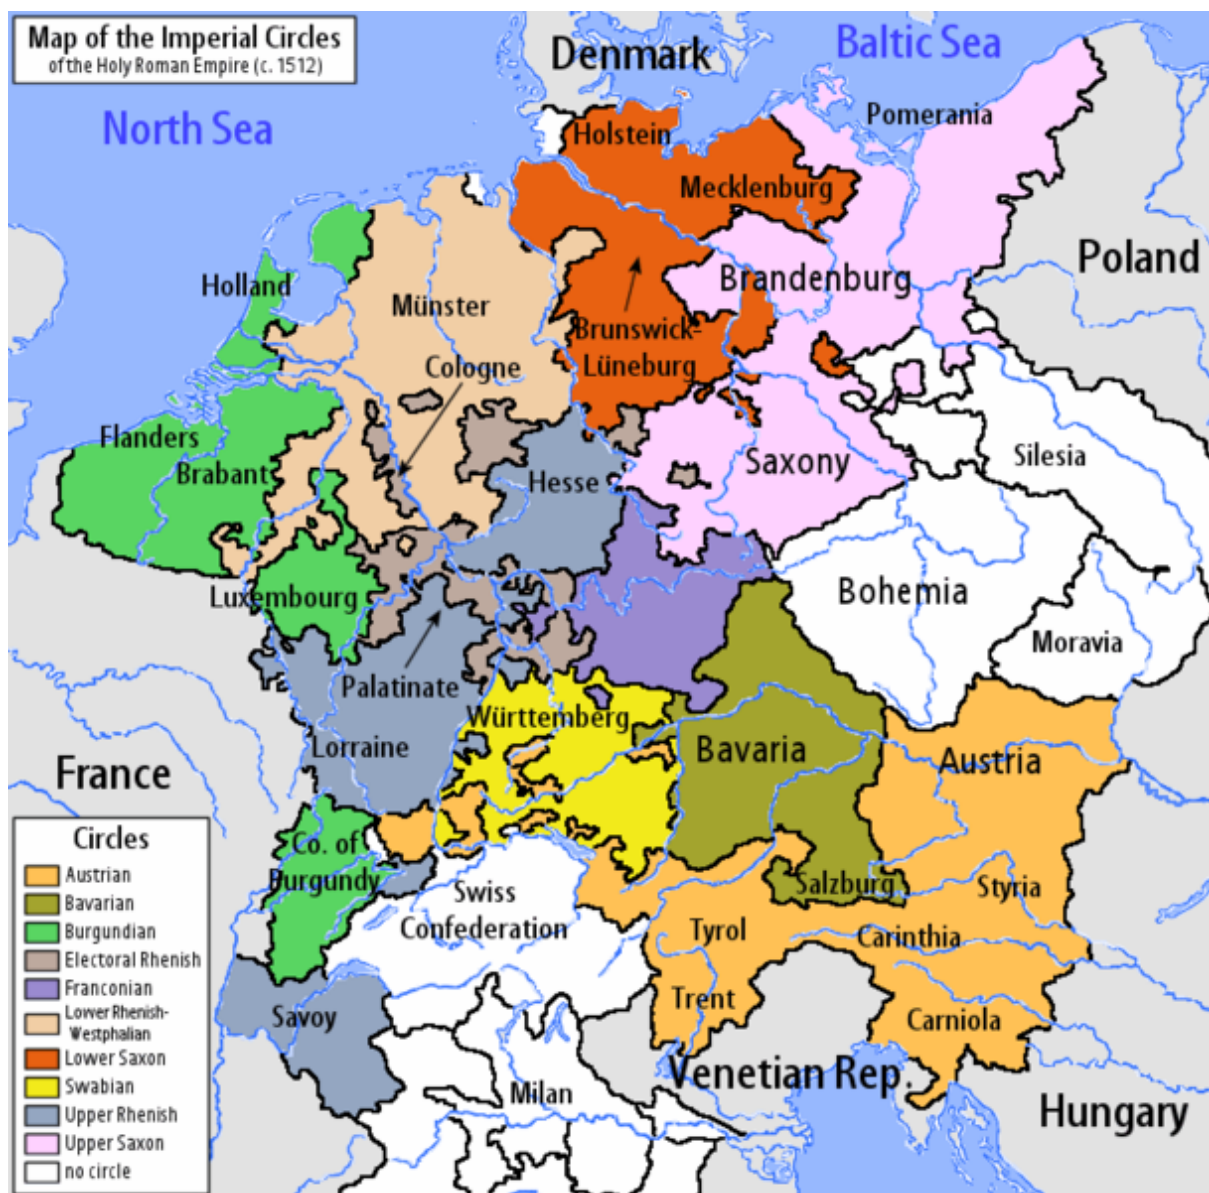 Map of the Imperial Circles
of the Holy Roman Empire (c. 1512)
Denmark
Baltic Sea
North Sea
Pomerania
Holstein
Mecklenburg
Poland
Holland
Brandenburg
Münster
Brunswick-
Lüneburg
Cologne
Flanders
Brabant
Saxony
Silesia
Hesse
Luxembourg
Bohemia
Moravia
Palatinate
Württemberg
Lorraine
Bavaria
Austria
France
Co. of
Burgundy
Swiss
Confederation
Salzburg
Styria
Tyrol
Carinthia
Trent
Carniola
Savoy
Venetian Rep.
Milan
Hungary
Circles
Austrian
Bavarian
Burgundian
Electoral Rhenish
Franconian
Lower Rhenish-
Westphalian
Lower Saxon
Swabian
Upper Rhenish
Upper Saxon
no circle